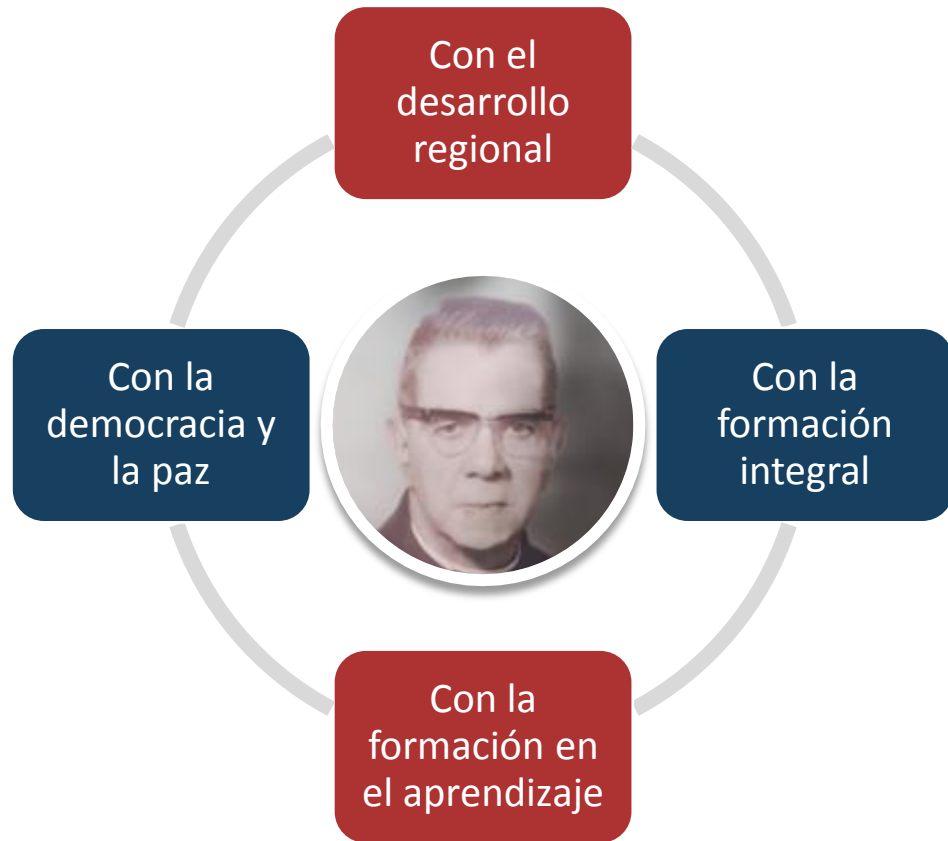 Con el
desarrollo
regional
Con la
democracia y
la paz
Con la
formación
integral
Con la
formación en
el aprendizaje